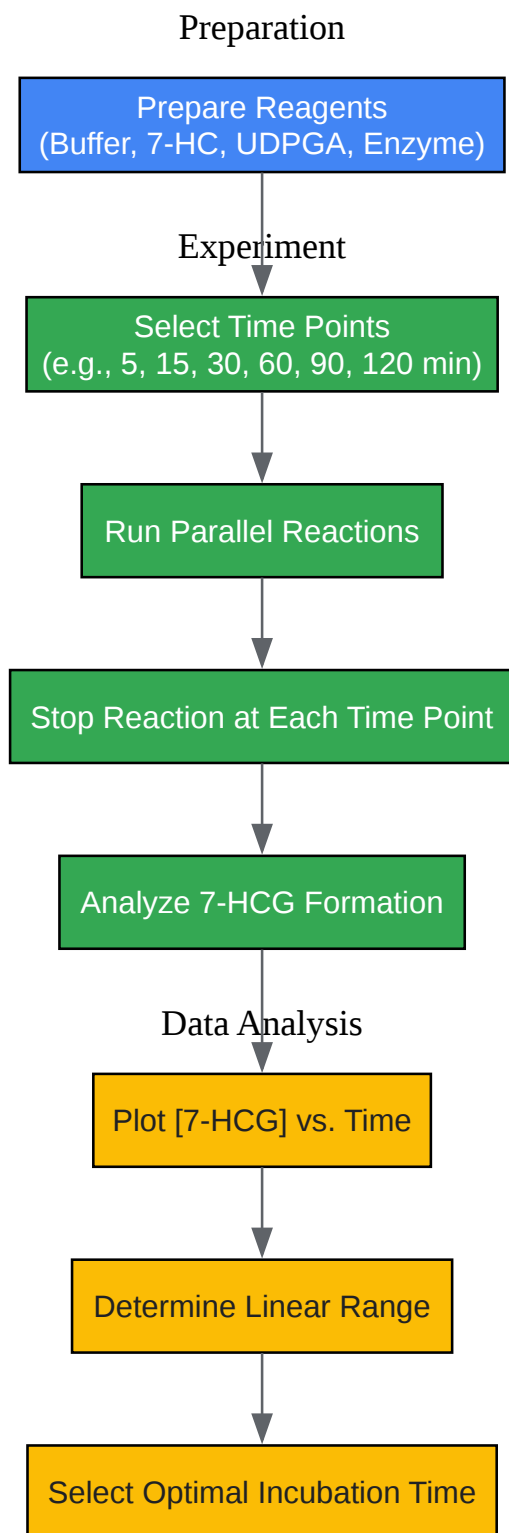 Preparation
Prepare Reagents
(Buffer, 7-HC, UDPGA, Enzyme)
Experiment
Select Time Points
(e.g., 5, 15, 30, 60, 90, 120 min)
Run Parallel Reactions
Stop Reaction at Each Time Point
Analyze 7-HCG Formation
Data Analysis
Plot [7-HCG] vs. Time
Determine Linear Range
Select Optimal Incubation Time